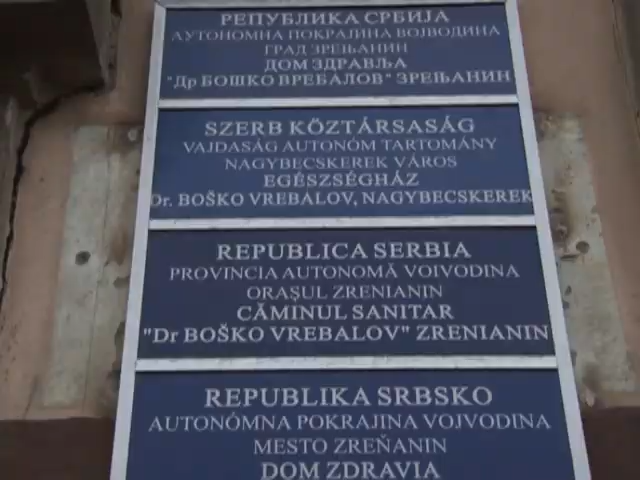 РЕПУБЛИКА СРБИЈА
АУТОНОМНА ПОКРАЈИНА ВОЈВОДИНА
ГРАД ЗРЕЊАНИН
ДОМ ЗДРАВЉА
"Др БОШКО ВРЕБАЛОВ" ЗРЕЊАНИН
SZERB KÖZTÁRSASÁG
VAJDASÁG AUTONÓM TARTOMÁNY
NAGYBECSKEREK VÁROS
EGÉSZSÉGHÁZ
Dr. BOŠKO VREBALOV, NAGYBECSKEREK
REPUBLICA SERBIA
PROVINCIA AUTONOMĂ VOIVODINA
ORAŞUL ZRENIANIN
CĂMINUL SANITAR
"Dr BOŠKO VREBALOV" ZRENIANIN
REPUBLIKA SRBSKO
AUTONÓMNA POKRAJINA VOJVODINA
MESTO ZREŇANIN
DOM ZDRAVIA